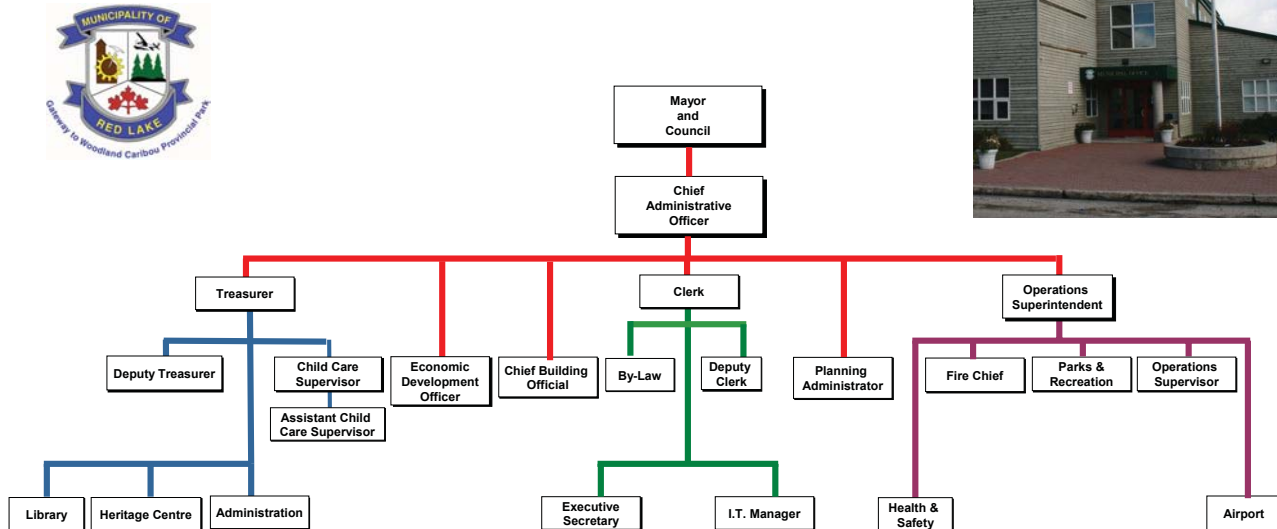 MUNICIPALITY OF
RED LAKE
Gateway to Woodland Caribou Provincial Park
Mayor
and
Council
Chief
Administrative
Officer
Treasurer
Clerk
Operations
Superintendent
Deputy Treasurer
Child Care
Supervisor
Economic
Development
Officer
Chief Building
Official
By-Law
Deputy
Clerk
Planning
Administrator
Fire Chief
Parks &
Recreation
Operations
Supervisor
Assistant Child
Care Supervisor
Library
Heritage Centre
Administration
Executive
Secretary
I.T. Manager
Health &
Safety
Airport